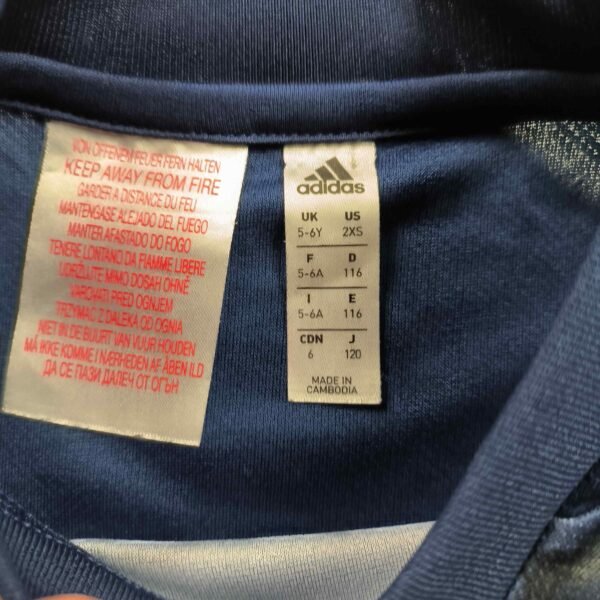 VON OFFENEM FEUER FERN HALTEN
KEEP AWAY FROM FIRE
GARDER A DISTANCE DU FEU
MANTENGASE ALEJADO DEL FUEGO
MANTER AFASTADO DO FOGO
TENERE LONTANO DA FIAMME LIBERE
UDRŽUJTE MIMO DOSAH OHNĚ
VAROVATI PRED OGNJEM
TRZYMAC Z DALEKA OD OGNIA
NIET IN DE BUURT VAN VUUR HOUDEN
MÅ IKKE KOMME I NÆRHEDEN AF ÅBEN ILD
ДА СЕ ПАЗИ ДАЛЕЧ ОТ ОГЪН
adidas
UK US
5-6Y 2XS
F D
5-6A 116
I E
5-6A 116
CDN J
6 120
MADE IN
CAMBODIA